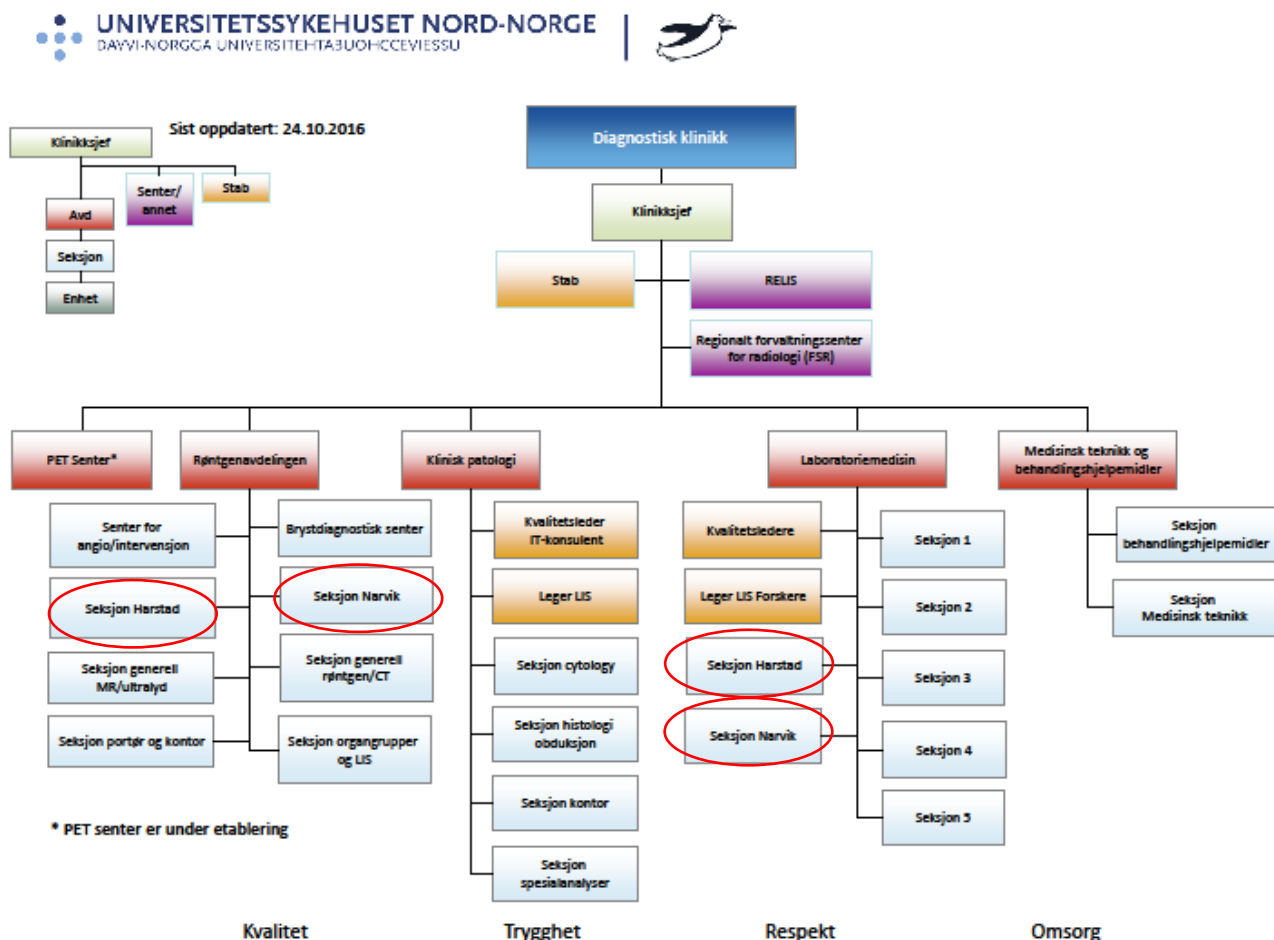 UNIVERSITETSSYKEHUSET NORD-NORGE
DAVVI-NORGGA UNIVERSITEHTABUOHCCEVIESSU
Sist oppdatert: 24.10.2016
Klinikksjef
Senter/
annet
Stab
Avd
Seksjon
Enhet
Diagnostisk klinikk
Klinikksjef
Stab
RELIS
Regionalt forvaltningssenter
for radiologi (FSR)
PET Senter*
Røntgenavdelingen
Klinisk patologi
Laboratoriemedisin
Medisinsk teknikk og
behandlingshjelpemidler
Senter for
angio/intervensjon
Seksjon Harstad
Seksjon generell
MR/ultralyd
Seksjon portør og kontor
Brystdiagnostisk senter
Seksjon Narvik
Seksjon generell
røntgen/CT
Seksjon organgrupper
og LIS
Kvalitetsleder
IT-konsulent
Leger LIS
Seksjon cytology
Seksjon histologi
obduksjon
Seksjon kontor
Seksjon
spesialanalyser
Kvalitetsledere
Leger LIS Forskere
Seksjon Harstad
Seksjon Narvik
Seksjon 1
Seksjon 2
Seksjon 3
Seksjon 4
Seksjon 5
Seksjon
behandlingshjelpemidler
Seksjon
Medisinsk teknikk
* PET senter er under etablering
Kvalitet
Trygghet
Respekt
Omsorg